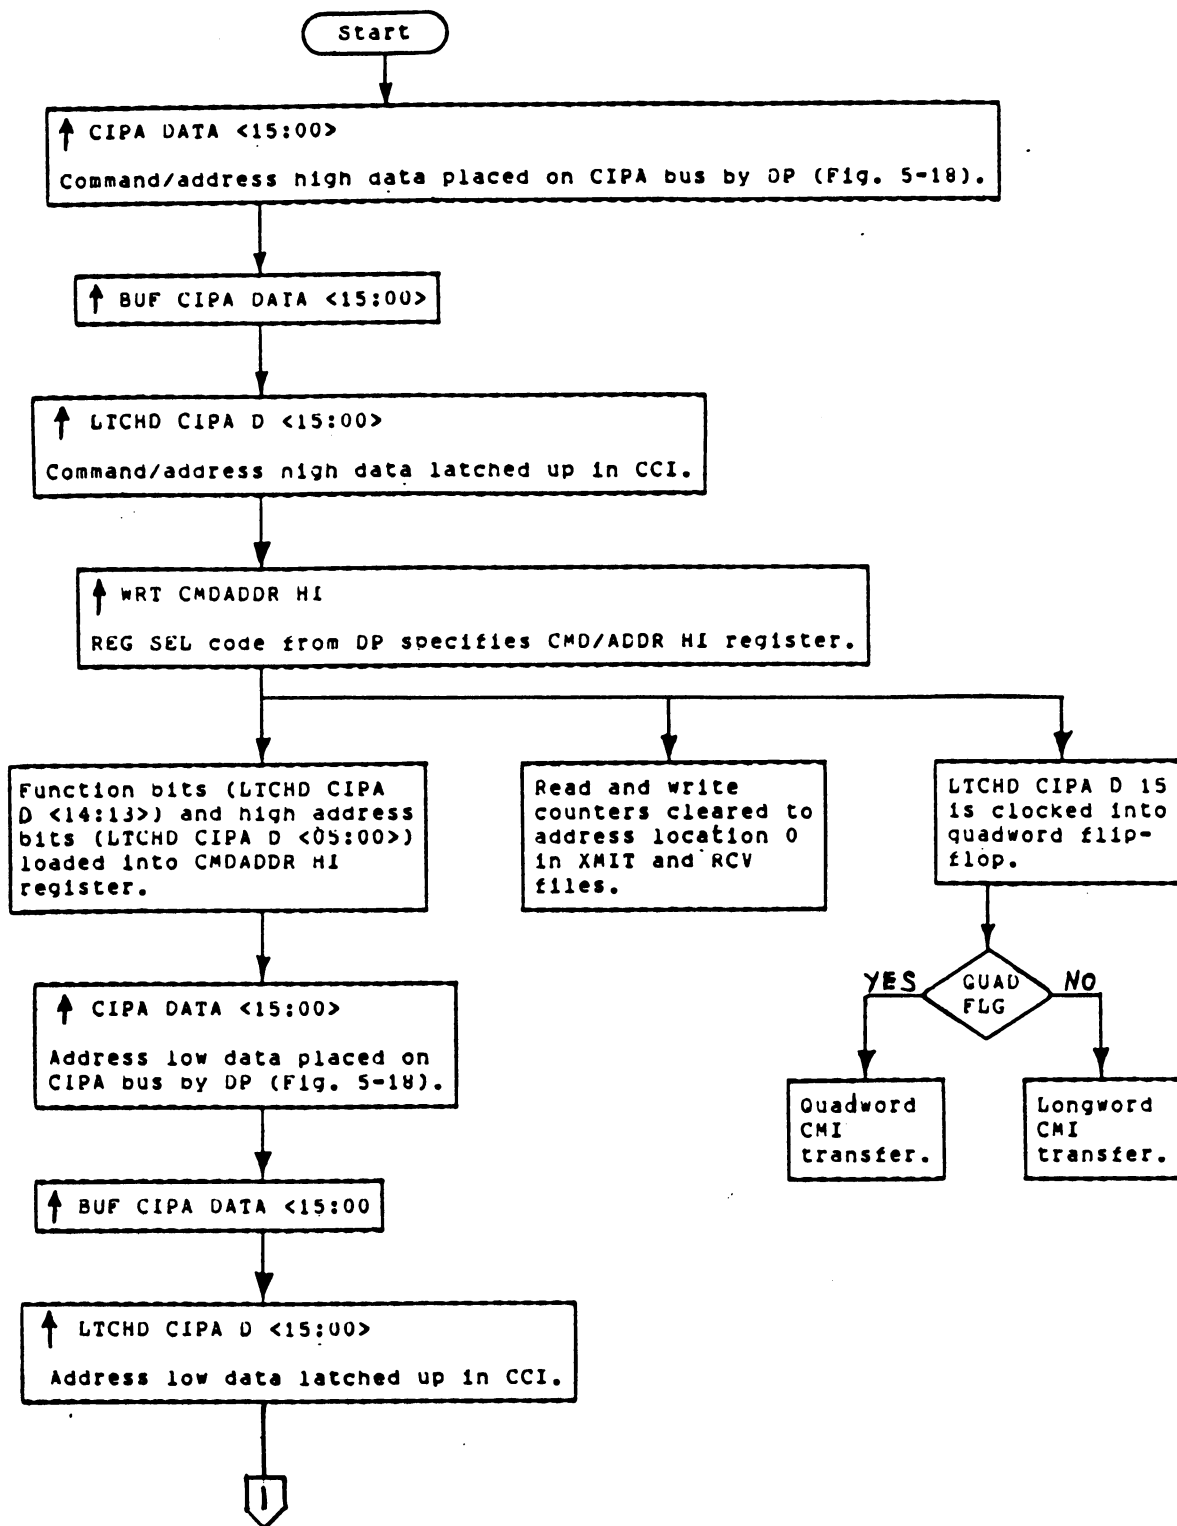 Start
CIPA DATA <15:00>
Command/address high data placed on CIPA bus by DP (Fig. 5-18).
BUF CIPA DATA <15:00>
LTCHD CIPA D <15:00>
Command/address high data latched up in CCI.
WRT CMDADDR HI
REG SEL code from DP specifies CMD/ADDR HI register.
Function bits (LTCHD CIPA
D <14:13>) and high address
bits (LTCHD CIPA D <05:00>)
loaded into CMDADDR HI
register.
Read and write
counters cleared to
address location 0
in XMIT and RCV
files.
LTCHD CIPA D 15
is clocked into
quadword flip-
flop.
YES
QUAD
FLG
NO
CIPA DATA <15:00>
Address low data placed on
CIPA bus by DP (Fig. 5-18).
Quadword
CMI
transfer.
Longword
CMI
transfer.
BUF CIPA DATA <15:00
LTCHD CIPA D <15:00>
Address low data latched up in CCI.
1